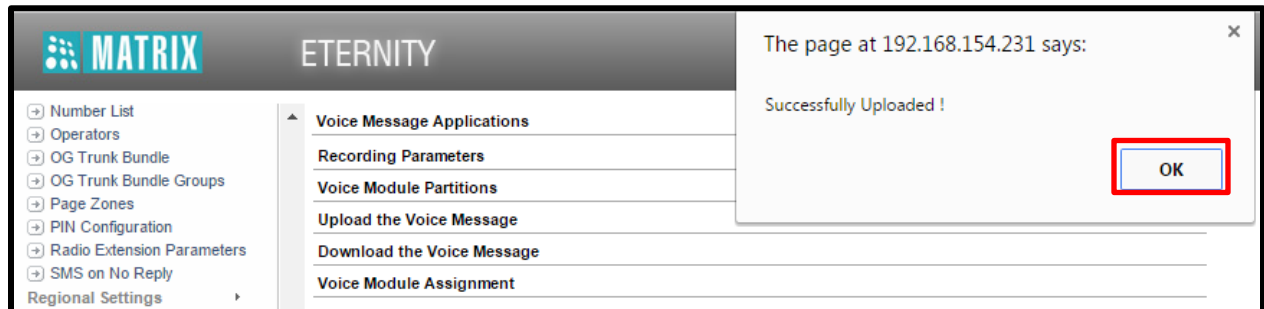 MATRIX
ETERNITY
The page at 192.168.154.231 says:
Successfully Uploaded !
OK
Number List
Operators
OG Trunk Bundle
OG Trunk Bundle Groups
Page Zones
PIN Configuration
Radio Extension Parameters
SMS on No Reply
Regional Settings
Voice Message Applications
Recording Parameters
Voice Module Partitions
Upload the Voice Message
Download the Voice Message
Voice Module Assignment